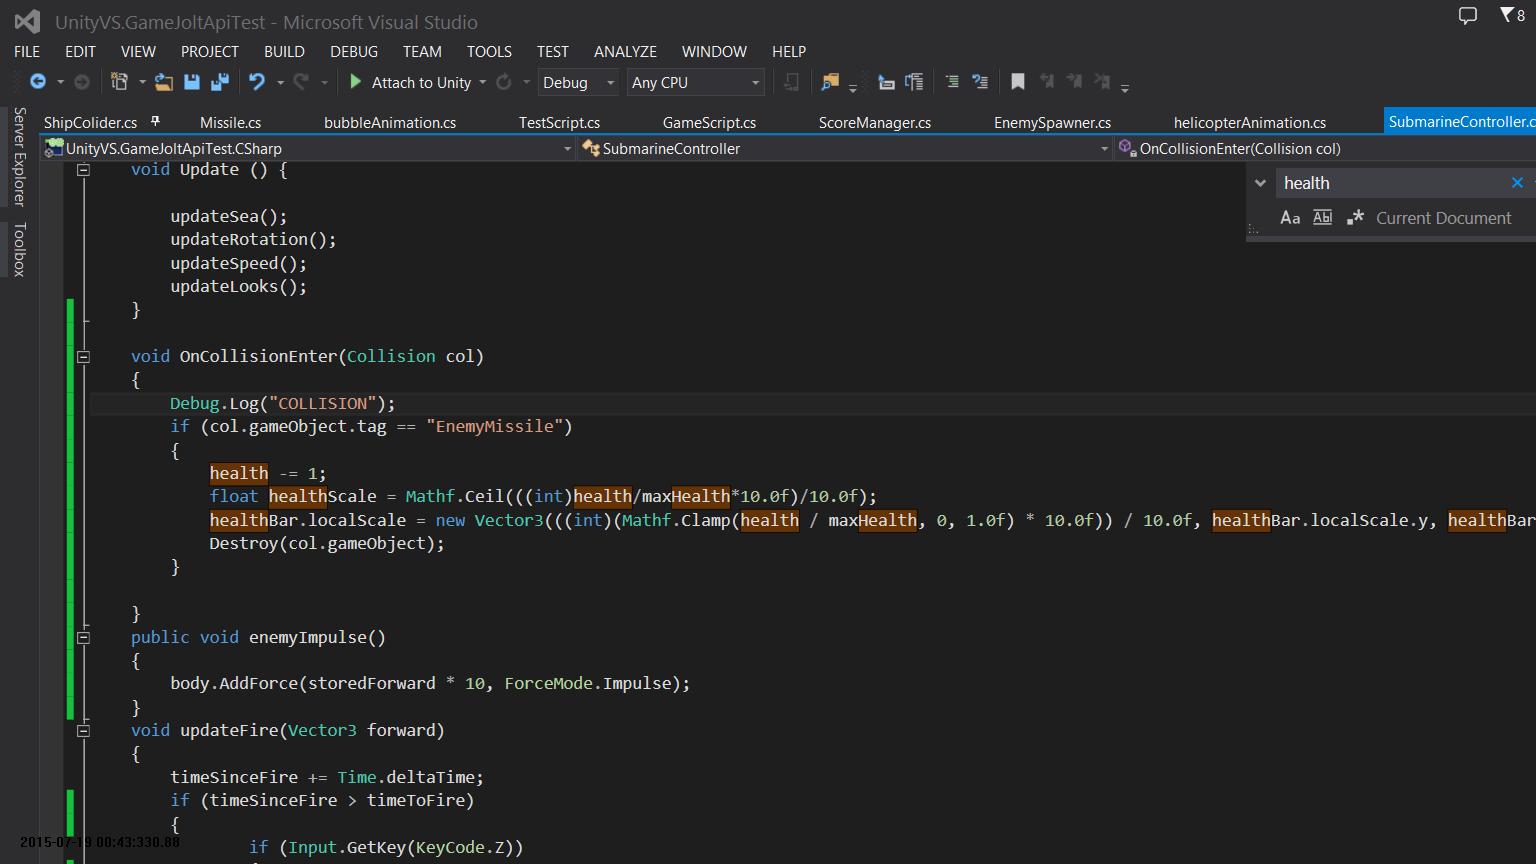 UnityVS.GameJoltApiTest - Microsoft Visual Studio
8
FILE EDIT VIEW PROJECT BUILD DEBUG TEAM TOOLS TEST ANALYZE WINDOW HELP
Attach to Unity Debug Any CPU
ShipColider.cs Missile.cs bubbleAnimation.cs TestScript.cs GameScript.cs ScoreManager.cs EnemySpawner.cs helicopterAnimation.cs SubmarineController.c
Server Explorer
Toolbox
UnityVS.GameJoltApiTest.CSharp SubmarineController OnCollisionEnter(Collision col)
health
Aa Abl .* Current Document
void Update () {
updateSea();
updateRotation();
updateSpeed();
updateLooks();
}
void OnCollisionEnter(Collision col)
{
Debug.Log("COLLISION");
if (col.gameObject.tag == "EnemyMissile")
{
health -= 1;
float healthScale = Mathf.Ceil(((int)health/maxHealth*10.0f)/10.0f);
healthBar.localScale = new Vector3(((int)(Mathf.Clamp(health / maxHealth, 0, 1.0f) * 10.0f)) / 10.0f, healthBar.localScale.y, healthBar
Destroy(col.gameObject);
}
}
public void enemyImpulse()
{
body.AddForce(storedForward * 10, ForceMode.Impulse);
}
void updateFire(Vector3 forward)
{
timeSinceFire += Time.deltaTime;
if (timeSinceFire > timeToFire)
{
if (Input.GetKey(KeyCode.Z))
2015-07-19 00:43:330.88